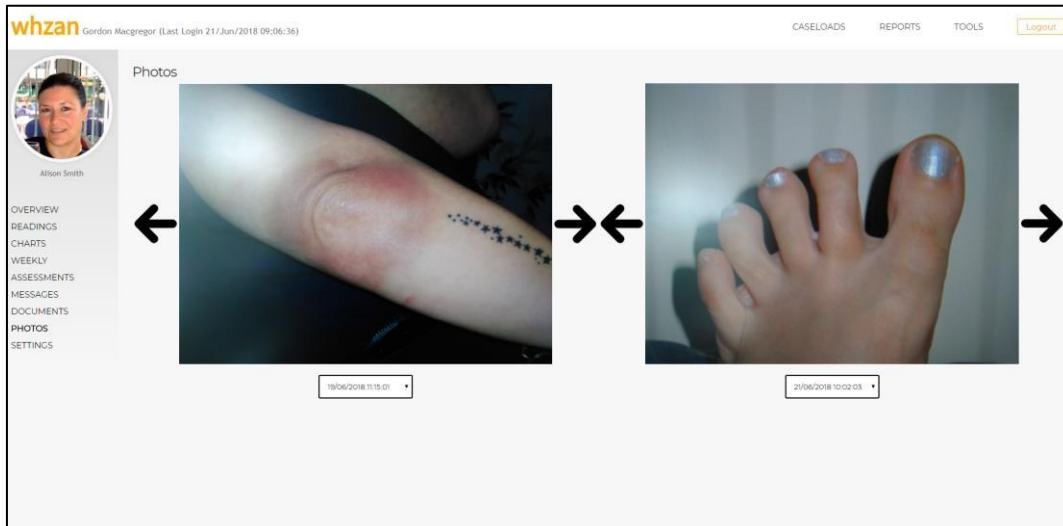 whzan Gordon Macgregor (Last Login 21/Jun/2018 09:06:36)
CASELOADS REPORTS TOOLS Logout
Photos
Alison Smith
OVERVIEW
READINGS
CHARTS
WEEKLY
ASSESSMENTS
MESSAGES
DOCUMENTS
PHOTOS
SETTINGS
19/06/2018 11:15:01
21/06/2018 10:02:03